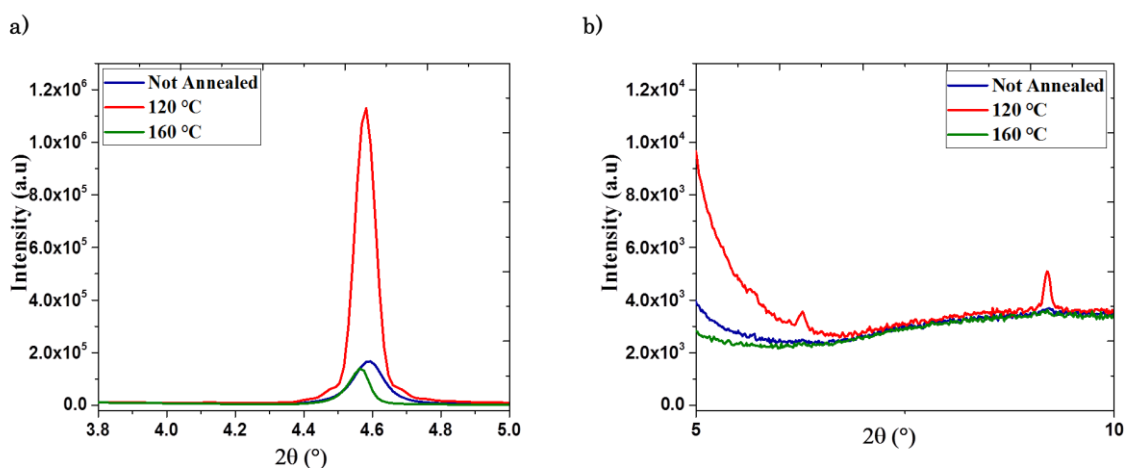 a)
Not Annealed
120 °C
160 °C
1.2x10⁶
1.0x10⁶
8.0x10⁵
6.0x10⁵
4.0x10⁵
2.0x10⁵
0.0
Intensity (a.u)
3.8 4.0 4.2 4.4 4.6 4.8 5.0
2θ (°)
b)
Not Annealed
120 °C
160 °C
1.2x10⁴
1.0x10⁴
8.0x10³
6.0x10³
4.0x10³
2.0x10³
0.0
Intensity (a.u)
5 10
2θ (°)